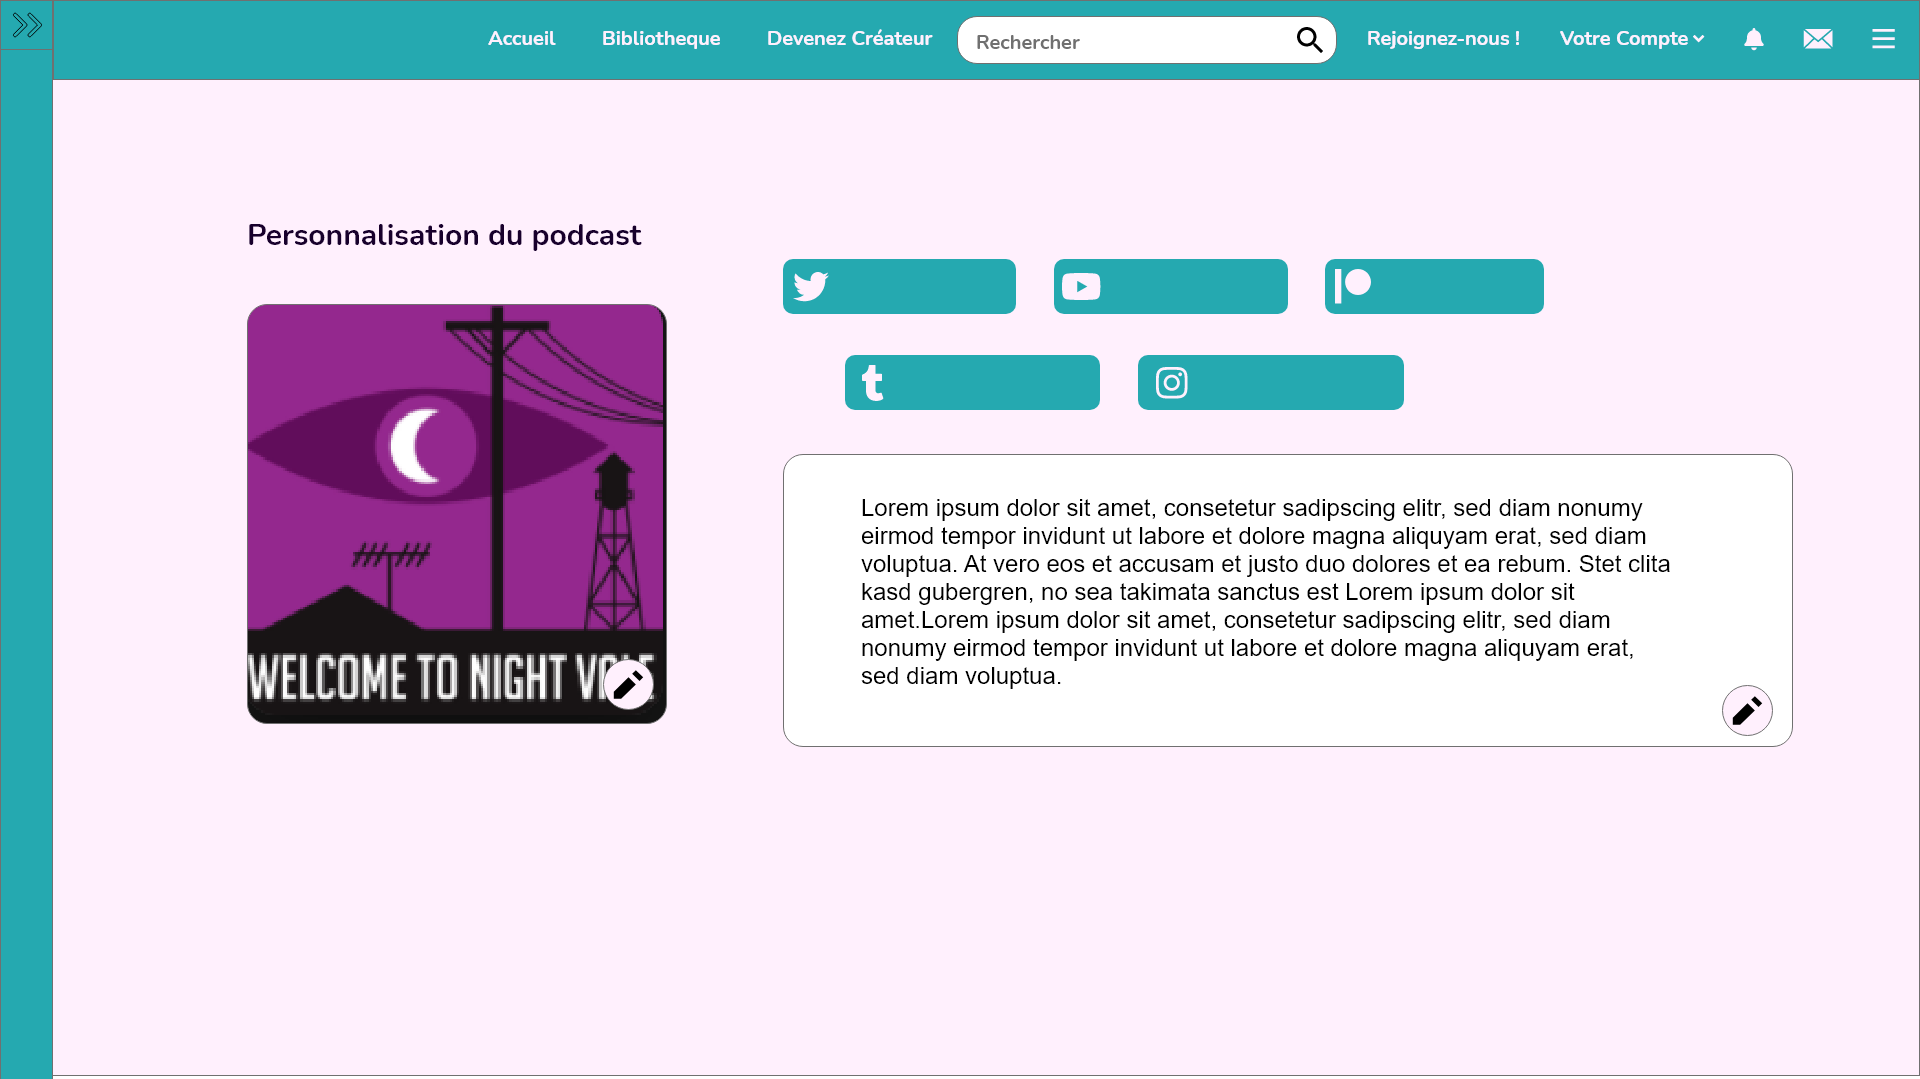 Accueil
Bibliotheque
Devenez Créateur
Rechercher
Rejoignez-nous !
Votre Compte
Personnalisation du podcast
WELCOME TO NIGHT
Lorem ipsum dolor sit amet, consetetur sadipscing elitr, sed diam nonumy
eirmod tempor invidunt ut labore et dolore magna aliquyam erat, sed diam
voluptua. At vero eos et accusam et justo duo dolores et ea rebum. Stet clita
kasd gubergren, no sea takimata sanctus est Lorem ipsum dolor sit
amet.Lorem ipsum dolor sit amet, consetetur sadipscing elitr, sed diam
nonumy eirmod tempor invidunt ut labore et dolore magna aliquyam erat,
sed diam voluptua.